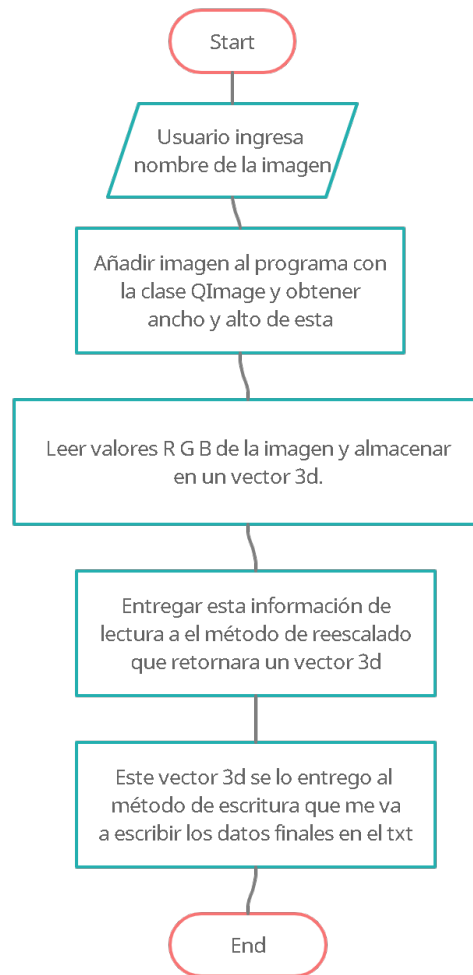 Start
Usuario ingresa
nombre de la imagen
Añadir imagen al programa con
la clase QImage y obtener
ancho y alto de esta
Leer valores R G B de la imagen y almacenar
en un vector 3d.
Entregar esta información de
lectura a el método de reescalado
que retornara un vector 3d
Este vector 3d se lo entrego al
método de escritura que me va
a escribir los datos finales en el txt
End